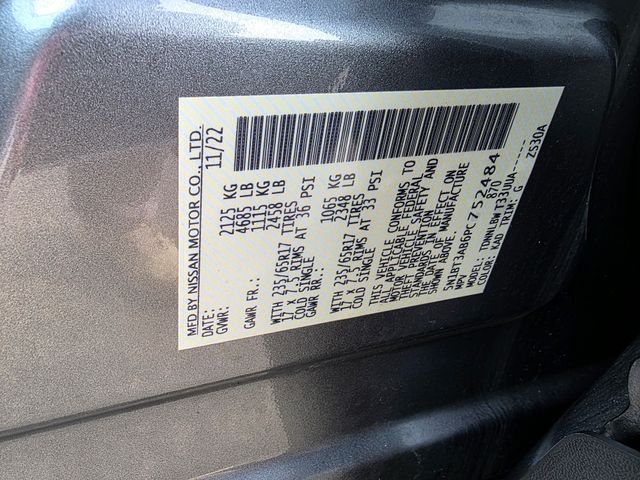 MFD BY NISSAN MOTOR CO.,LTD.
DATE: 11/22
GVWR: 2125 KG
4685 LB
GAWR FR.: 1115 KG
2458 LB
WITH 235/65R17 TIRES
17 X 7.5 RIMS AT 36 PSI
COLD SINGLE
GAWR RR.: 1065 KG
2348 LB
WITH 235/65R17 TIRES
17 X 7.5 RIMS AT 33 PSI
COLD SINGLE
THIS VEHICLE CONFORMS TO
ALL APPLICABLE FEDERAL
MOTOR VEHICLE SAFETY AND
THEFT PREVENTION
STANDARDS IN EFFECT ON
THE DATE OF MANUFACTURE
SHOWN ABOVE.
PC752484
MPV 870
COLOR: KAD TRIM: G
ZS30A